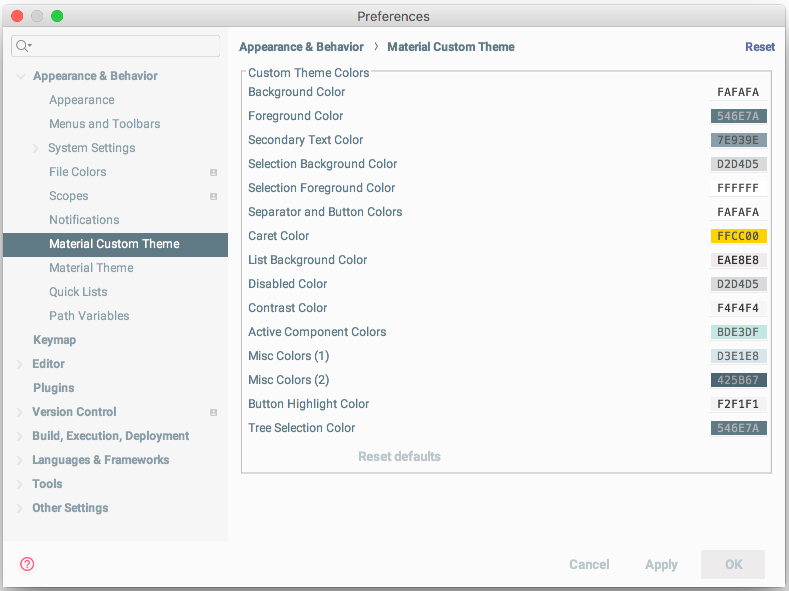 Preferences
Appearance & Behavior › Material Custom Theme Reset
Appearance & Behavior
Appearance
Menus and Toolbars
System Settings
File Colors
Scopes
Notifications
Material Custom Theme
Material Theme
Quick Lists
Path Variables
Keymap
Editor
Plugins
Version Control
Build, Execution, Deployment
Languages & Frameworks
Tools
Other Settings
Custom Theme Colors
Background Color FAFAFA
Foreground Color 546E7A
Secondary Text Color 7E939E
Selection Background Color D2D4D5
Selection Foreground Color FFFFFF
Separator and Button Colors FAFAFA
Caret Color FFCC00
List Background Color EAE8E8
Disabled Color D2D4D5
Contrast Color F4F4F4
Active Component Colors BDE3DF
Misc Colors (1) D3E1E8
Misc Colors (2) 425B67
Button Highlight Color F2F1F1
Tree Selection Color 546E7A
Reset defaults
?
Cancel Apply OK